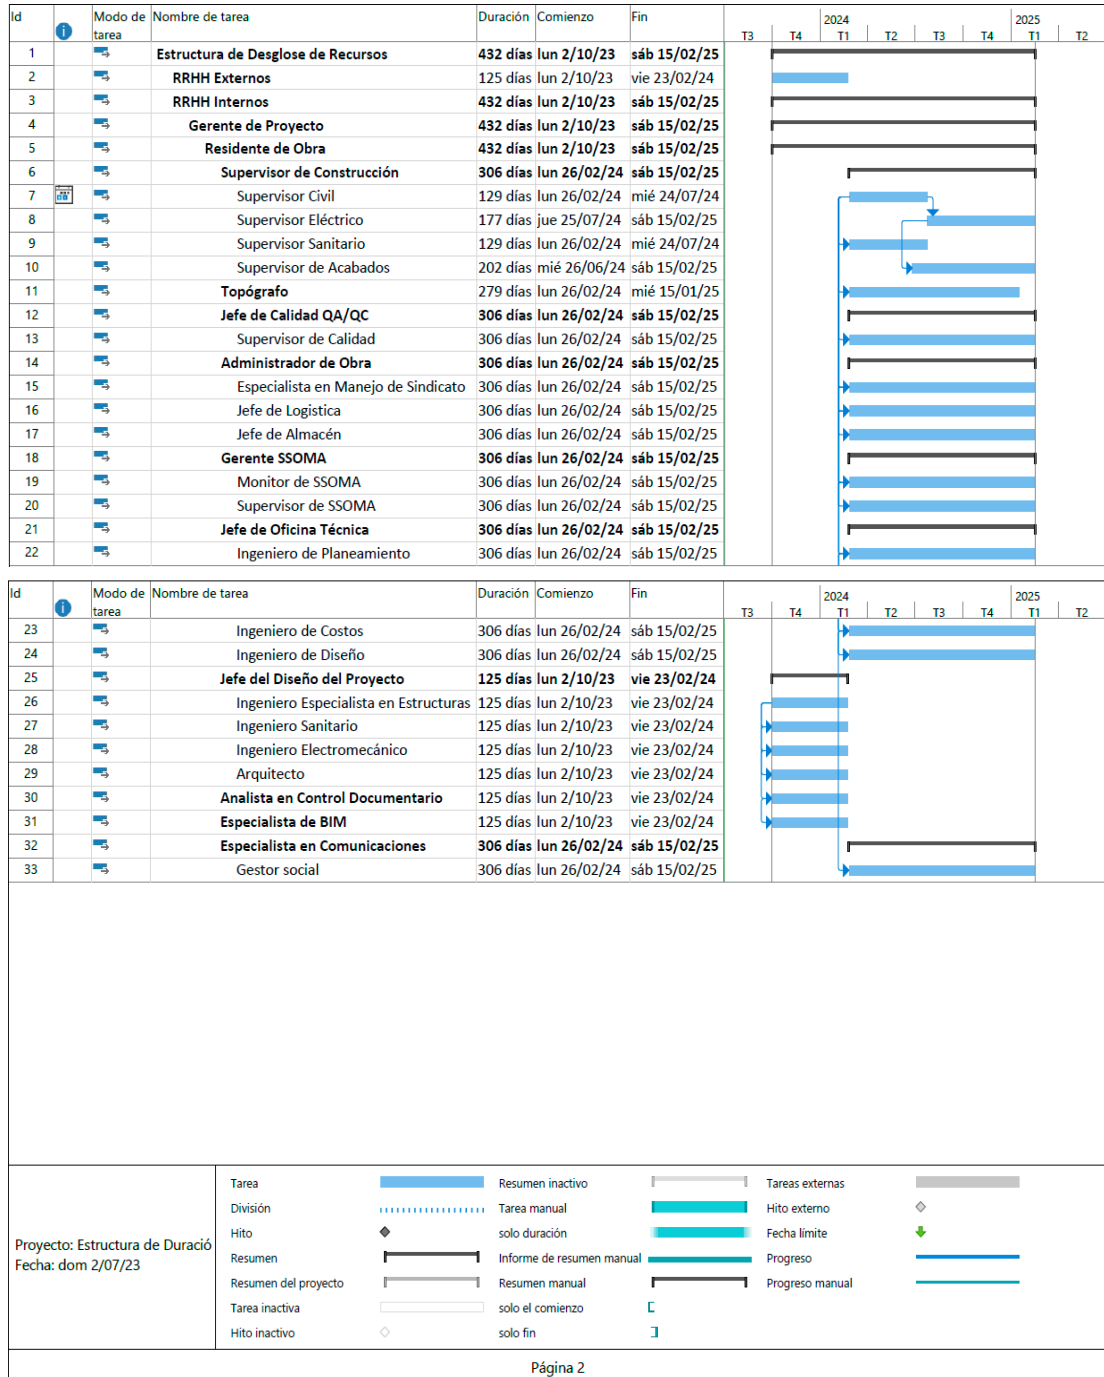 Id Modo de tarea Nombre de tarea Duración Comienzo Fin 2024 2025
T3 T4 T1 T2 T3 T4 T1 T2
1 Estructura de Desglose de Recursos 432 días lun 2/10/23 sáb 15/02/25
2 RRHH Externos 125 días lun 2/10/23 vie 23/02/24
3 RRHH Internos 432 días lun 2/10/23 sáb 15/02/25
4 Gerente de Proyecto 432 días lun 2/10/23 sáb 15/02/25
5 Residente de Obra 432 días lun 2/10/23 sáb 15/02/25
6 Supervisor de Construcción 306 días lun 26/02/24 sáb 15/02/25
7 Supervisor Civil 129 días lun 26/02/24 mié 24/07/24
8 Supervisor Eléctrico 177 días jue 25/07/24 sáb 15/02/25
9 Supervisor Sanitario 129 días lun 26/02/24 mié 24/07/24
10 Supervisor de Acabados 202 días mié 26/06/24 sáb 15/02/25
11 Topógrafo 279 días lun 26/02/24 mié 15/01/25
12 Jefe de Calidad QA/QC 306 días lun 26/02/24 sáb 15/02/25
13 Supervisor de Calidad 306 días lun 26/02/24 sáb 15/02/25
14 Administrador de Obra 306 días lun 26/02/24 sáb 15/02/25
15 Especialista en Manejo de Sindicato 306 días lun 26/02/24 sáb 15/02/25
16 Jefe de Logistica 306 días lun 26/02/24 sáb 15/02/25
17 Jefe de Almacén 306 días lun 26/02/24 sáb 15/02/25
18 Gerente SSOMA 306 días lun 26/02/24 sáb 15/02/25
19 Monitor de SSOMA 306 días lun 26/02/24 sáb 15/02/25
20 Supervisor de SSOMA 306 días lun 26/02/24 sáb 15/02/25
21 Jefe de Oficina Técnica 306 días lun 26/02/24 sáb 15/02/25
22 Ingeniero de Planeamiento 306 días lun 26/02/24 sáb 15/02/25
Id Modo de tarea Nombre de tarea Duración Comienzo Fin 2024 2025
T3 T4 T1 T2 T3 T4 T1 T2
23 Ingeniero de Costos 306 días lun 26/02/24 sáb 15/02/25
24 Ingeniero de Diseño 306 días lun 26/02/24 sáb 15/02/25
25 Jefe del Diseño del Proyecto 125 días lun 2/10/23 vie 23/02/24
26 Ingeniero Especialista en Estructuras 125 días lun 2/10/23 vie 23/02/24
27 Ingeniero Sanitario 125 días lun 2/10/23 vie 23/02/24
28 Ingeniero Electromecánico 125 días lun 2/10/23 vie 23/02/24
29 Arquitecto 125 días lun 2/10/23 vie 23/02/24
30 Analista en Control Documentario 125 días lun 2/10/23 vie 23/02/24
31 Especialista de BIM 125 días lun 2/10/23 vie 23/02/24
32 Especialista en Comunicaciones 306 días lun 26/02/24 sáb 15/02/25
33 Gestor social 306 días lun 26/02/24 sáb 15/02/25
Proyecto: Estructura de Duració
Fecha: dom 2/07/23
Tarea Resumen inactivo Tareas externas
División Tarea manual Hito externo
Hito solo duración Fecha límite
Resumen Informe de resumen manual Progreso
Resumen del proyecto Resumen manual Progreso manual
Tarea inactiva solo el comienzo
Hito inactivo solo fin
Página 2